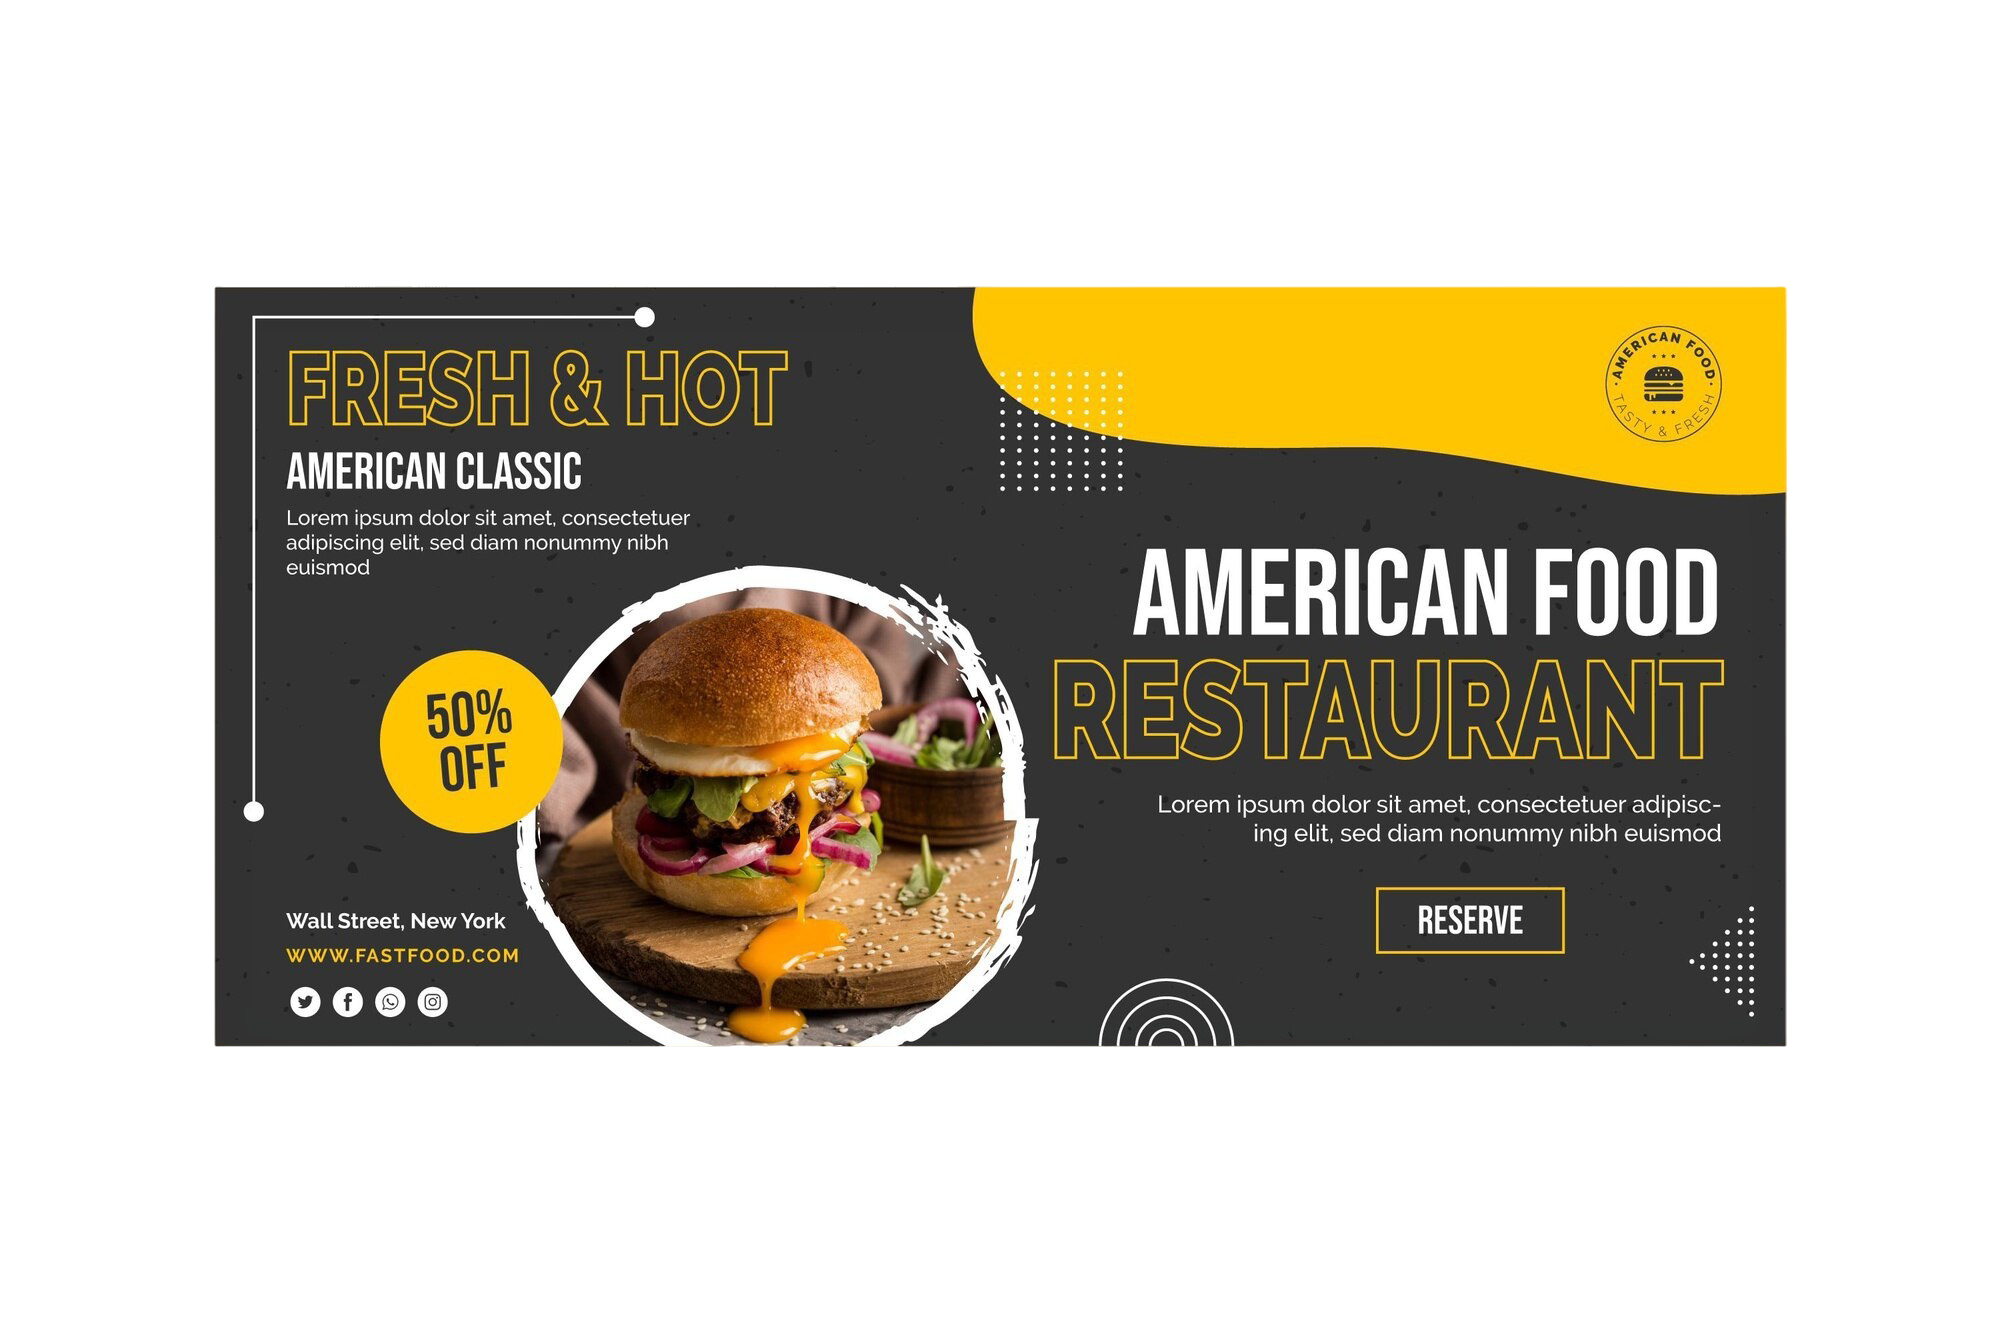 FRESH & HOT
AMERICAN CLASSIC
Lorem ipsum dolor sit amet, consectetuer
adipiscing elit, sed diam nonummy nibh
euismod
50%
OFF
Wall Street, New York
WWW.FASTFOOD.COM
AMERICAN FOOD
TASTY & FRESH
AMERICAN FOOD
RESTAURANT
Lorem ipsum dolor sit amet, consectetuer adipisc-
ing elit, sed diam nonummy nibh euismod
RESERVE